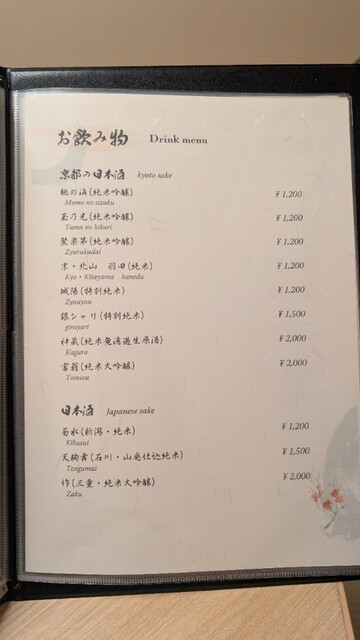 お飲み物 Drink menu
京都の日本酒 kyoto sake
桃の滴(純米吟醸) ¥1,200
Momo no sizuku
玉乃光(純米吟醸) ¥1,200
Tama no hikari
聚楽第(純米吟醸) ¥1,200
Zyurakudai
京・北山 羽田(純米) ¥1,200
Kyo・Kitayama haneda
城陽(特別純米) ¥1,200
Zyouyou
銀シャリ(特別純米) ¥1,500
ginsyari
神蔵(純米無濾過生原酒) ¥2,000
Kagura
富翁(純米大吟醸) ¥2,000
Tomiou
日本酒 Japanese sake
菊水(新潟・純米) ¥1,200
Kikusui
天狗舞(石川・山廃仕込純米) ¥1,500
Tengumai
作(三重・純米大吟醸) ¥2,000
Zaku